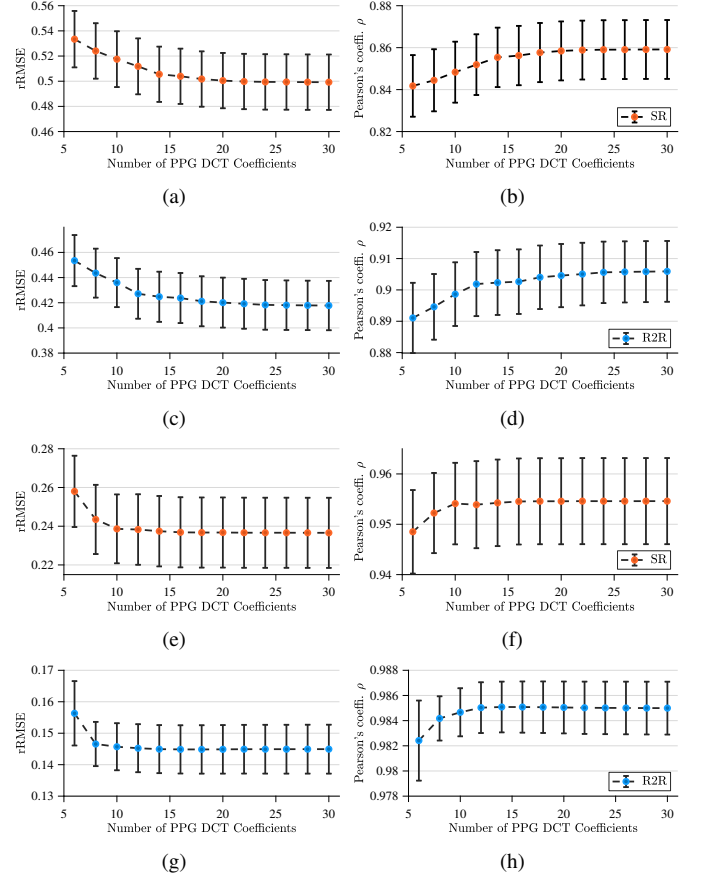 0.56
0.54
0.52
0.5
0.48
0.46
rRMSE
5 10 15 20 25 30
Number of PPG DCT Coefficients
(a)
0.88
0.86
0.84
0.82
Pearson's coeffi. ρ
SR
5 10 15 20 25 30
Number of PPG DCT Coefficients
(b)
0.46
0.44
0.42
0.4
0.38
rRMSE
5 10 15 20 25 30
Number of PPG DCT Coefficients
(c)
0.92
0.91
0.9
0.89
0.88
Pearson's coeffi. ρ
R2R
5 10 15 20 25 30
Number of PPG DCT Coefficients
(d)
0.28
0.26
0.24
0.22
rRMSE
5 10 15 20 25 30
Number of PPG DCT Coefficients
(e)
0.96
0.95
0.94
Pearson's coeffi. ρ
SR
5 10 15 20 25 30
Number of PPG DCT Coefficients
(f)
0.17
0.16
0.15
0.14
0.13
rRMSE
5 10 15 20 25 30
Number of PPG DCT Coefficients
(g)
0.988
0.986
0.984
0.982
0.98
0.978
Pearson's coeffi. ρ
R2R
5 10 15 20 25 30
Number of PPG DCT Coefficients
(h)